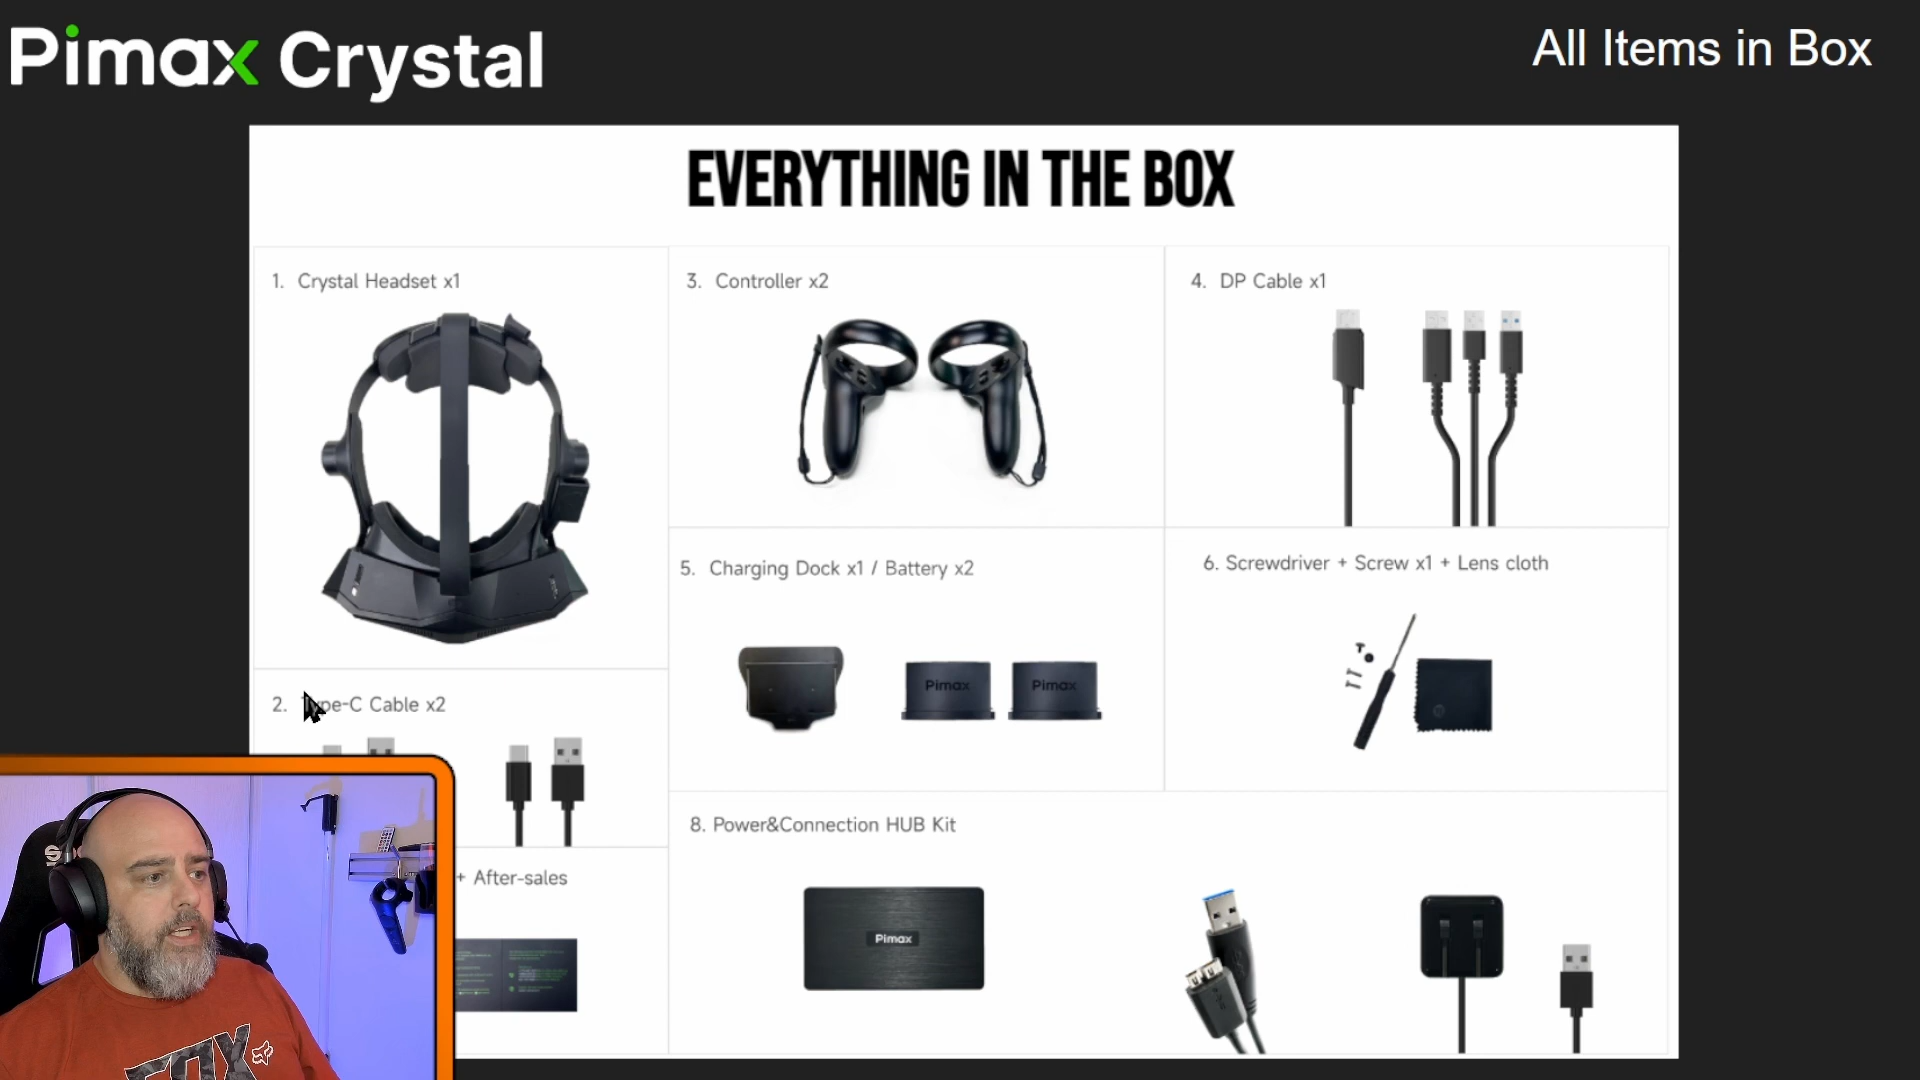 Pimax Crystal
All Items in Box
EVERYTHING IN THE BOX
1. Crystal Headset x1
3. Controller x2
4. DP Cable x1
5. Charging Dock x1 / Battery x2
Pimax
Pimax
6. Screwdriver + Screw x1 + Lens cloth
2. Type-C Cable x2
+ After-sales
8. Power&Connection HUB Kit
Pimax
FOX